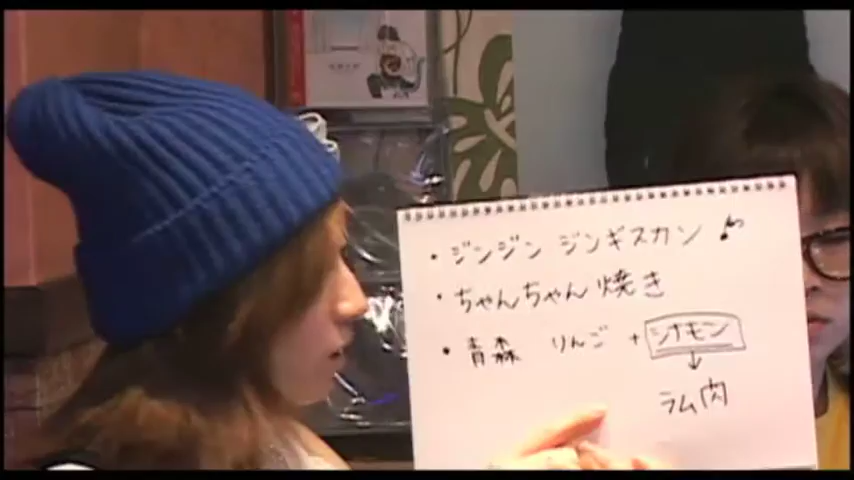 ・ジンジン ジンギスカン♪
・ちゃんちゃん焼き
・青森 りんご + シナモン
↓
ラム肉